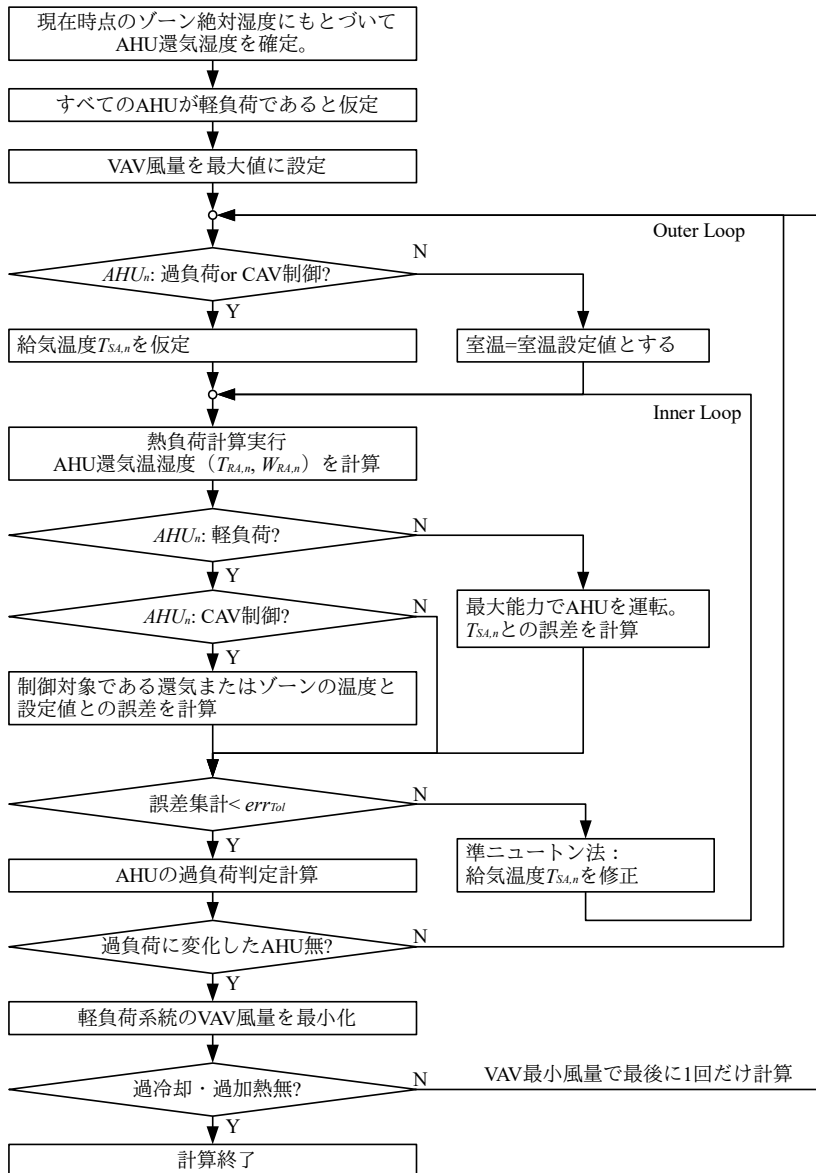 現在時点のゾーン絶対湿度にもとづいて
AHU還気湿度を確定。
すべてのAHUが軽負荷であると仮定
VAV風量を最大値に設定
Outer Loop
AHUn: 過負荷or CAV制御?
N
Y
給気温度TSA,nを仮定
室温=室温設定値とする
Inner Loop
熱負荷計算実行
AHU還気温湿度（TRA,n, WRA,n）を計算
AHUn: 軽負荷?
N
Y
AHUn: CAV制御?
N
Y
最大能力でAHUを運転。
TSA,nとの誤差を計算
制御対象である還気またはゾーンの温度と
設定値との誤差を計算
誤差集計< errTol
N
Y
準ニュートン法：
給気温度TSA,nを修正
AHUの過負荷判定計算
過負荷に変化したAHU無?
N
Y
軽負荷系統のVAV風量を最小化
過冷却・過加熱無?
N
VAV最小風量で最後に1回だけ計算
Y
計算終了